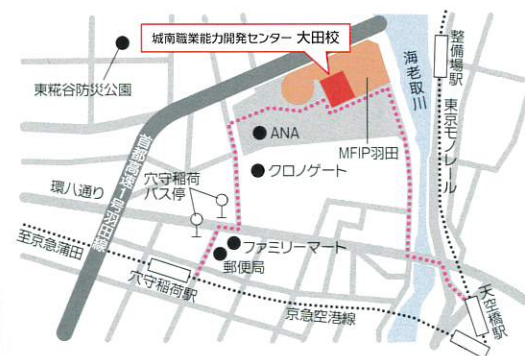 城南職業能力開発センター 大田校
東糀谷防災公園
整備場駅
海老取川
東京モノレール
ANA
MFIP羽田
クロノゲート
首都高速1号羽田線
穴守稲荷
バス停
環八通り
ファミリーマート
郵便局
至京急蒲田
穴守稲荷駅
京急空港線
天空橋駅